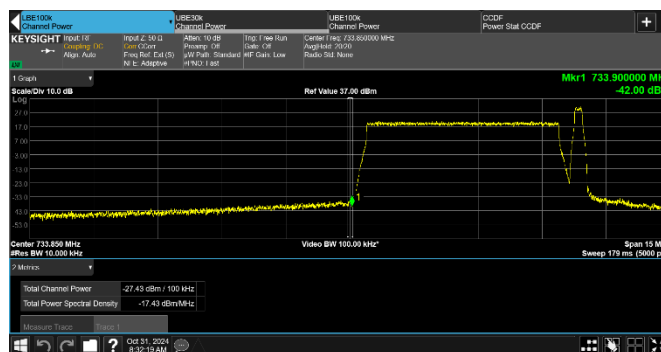 LBE100k
Channel Power
UBE30k
Channel Power
UBE100k
Channel Power
CCDF
Power Stat CCDF
KEYSIGHT
Input: RF
Coupling: DC
Align: Auto
Input Z: 50 Ω
Corr CCorr
Freq Ref: Ext (S)
NFE: Adaptive
Atten: 10 dB
Preamp: Off
µW Path: Standard
#PNO: Fast
Trig: Free Run
Gate: Off
#IF Gain: Low
Center Freq: 733.850000 MHz
Avg|Hold: 20/20
Radio Std: None
1 Graph
Scale/Div 10.0 dB
Ref Value 37.00 dBm
Mkr1 733.900000 MH
-42.00 dB
Log
27.0
17.0
7.00
-3.00
-13.0
-23.0
-33.0
-43.0
-53.0
Center 733.850 MHz
#Res BW 10.000 kHz
Video BW 100.00 kHz*
Span 15 M
Sweep 179 ms (5000 p
2 Metrics
Total Channel Power -27.43 dBm / 100 kHz
Total Power Spectral Density -17.43 dBm/MHz
Measure Trace Trace 1
Oct 31, 2024
8:32:19 AM